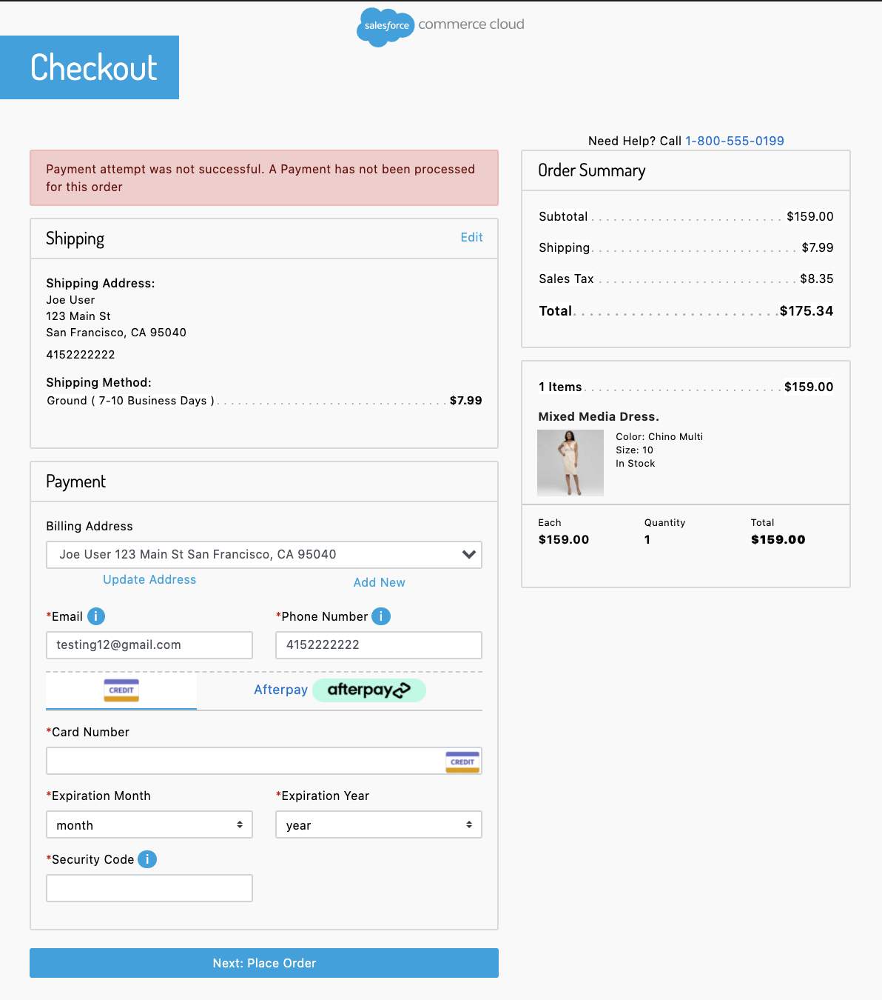 salesforce commerce cloud
Checkout
Need Help? Call 1-800-555-0199
Payment attempt was not successful. A Payment has not been processed
for this order
Shipping
Edit
Shipping Address:
Joe User
123 Main St
San Francisco, CA 95040
4152222222
Shipping Method:
Ground ( 7-10 Business Days ) $7.99
Payment
Billing Address
Joe User 123 Main St San Francisco, CA 95040
Update Address
Add New
*Email i
*Phone Number i
testing12@gmail.com
4152222222
CREDIT
Afterpay afterpay
*Card Number
CREDIT
*Expiration Month
*Expiration Year
month
year
*Security Code i
Next: Place Order
Order Summary
Subtotal $159.00
Shipping $7.99
Sales Tax $8.35
Total $175.34
1 Items $159.00
Mixed Media Dress.
Color: Chino Multi
Size: 10
In Stock
Each Quantity Total
$159.00 1 $159.00